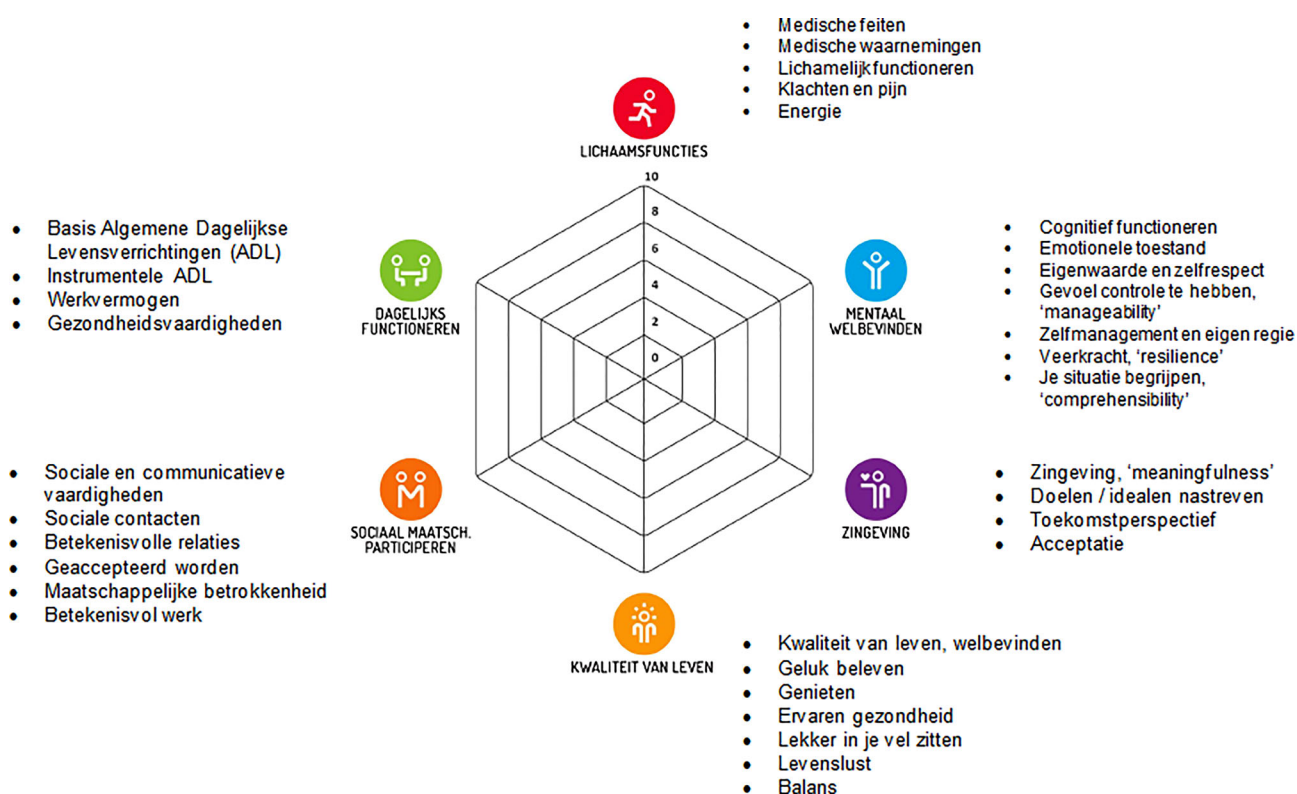 • Medische feiten
• Medische waarnemingen
• Lichamelijk functioneren
• Klachten en pijn
• Energie
LICHAAMSFUNCTIES
10
8
6
4
2
0
• Basis Algemene Dagelijkse
Levensverrichtingen (ADL)
• Instrumentele ADL
• Werkvermogen
• Gezondheidsvaardigheden
DAGELIJKS
FUNCTIONEREN
MENTAAL
WELBEVINDEN
• Cognitief functioneren
• Emotionele toestand
• Eigenwaarde en zelfrespect
• Gevoel controle te hebben,
‘manageability’
• Zelfmanagement en eigen regie
• Veerkracht, ‘resilience’
• Je situatie begrijpen,
‘comprehensibility’
• Sociale en communicatieve
vaardigheden
• Sociale contacten
• Betekenisvolle relaties
• Geaccepteerd worden
• Maatschappelijke betrokkenheid
• Betekenisvol werk
SOCIAAL MAATSCH.
PARTICIPEREN
ZINGEVING
• Zingeving, ‘meaningfulness’
• Doelen / idealen nastreven
• Toekomstperspectief
• Acceptatie
KWALITEIT VAN LEVEN
• Kwaliteit van leven, welbevinden
• Geluk beleven
• Genieten
• Ervaren gezondheid
• Lekker in je vel zitten
• Levenslust
• Balans